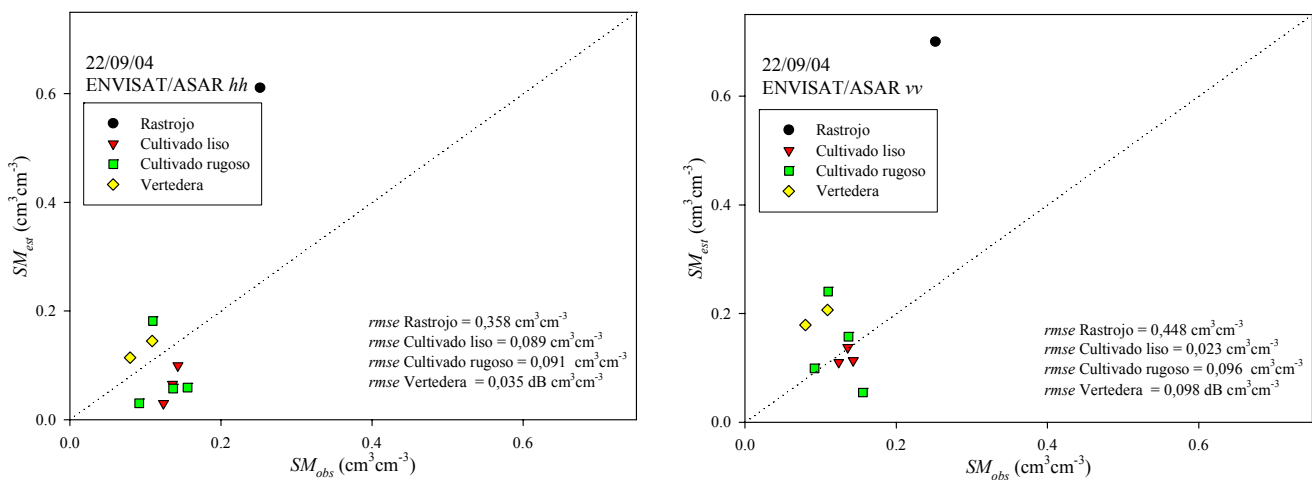 22/09/04
ENVISAT/ASAR hh
Rastrojo
Cultivado liso
Cultivado rugoso
Vertedera
rmse Rastrojo = 0,358 cm³cm⁻³
rmse Cultivado liso = 0,089 cm³cm⁻³
rmse Cultivado rugoso = 0,091 cm³cm⁻³
rmse Vertedera = 0,035 dB cm³cm⁻³
SM_est (cm³cm⁻³)
0.6
0.4
0.2
0.0
0.0 0.2 0.4 0.6
SM_obs (cm³cm⁻³)
22/09/04
ENVISAT/ASAR vv
Rastrojo
Cultivado liso
Cultivado rugoso
Vertedera
rmse Rastrojo = 0,448 cm³cm⁻³
rmse Cultivado liso = 0,023 cm³cm⁻³
rmse Cultivado rugoso = 0,096 cm³cm⁻³
rmse Vertedera = 0,098 dB cm³cm⁻³
SM_est (cm³cm⁻³)
0.6
0.4
0.2
0.0
0.0 0.2 0.4 0.6
SM_obs (cm³cm⁻³)